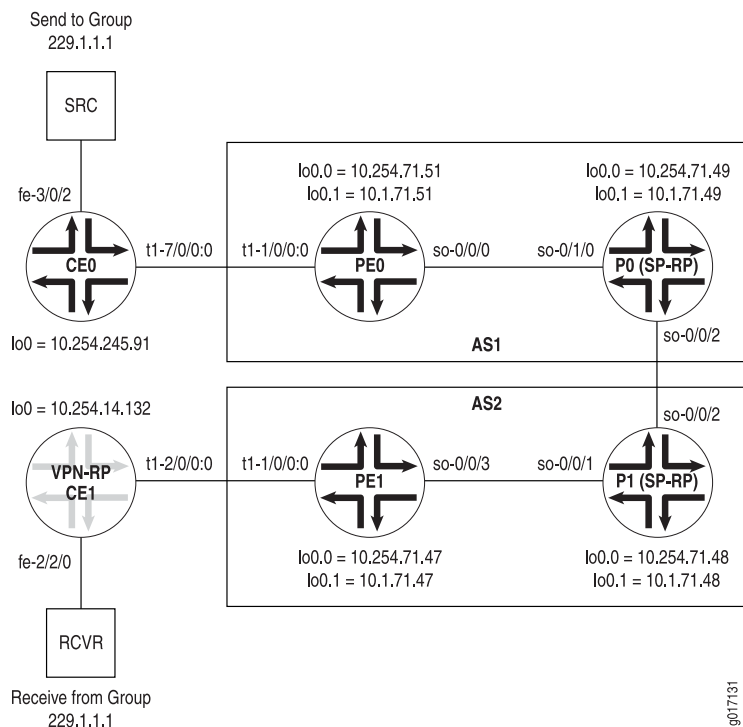 Send to Group
229.1.1.1
SRC
fe-3/0/2
lo0.0 = 10.254.71.51
lo0.1 = 10.1.71.51
lo0.0 = 10.254.71.49
lo0.1 = 10.1.71.49
CE0
t1-7/0/0:0
t1-1/0/0:0
PE0
so-0/0/0
so-0/1/0
P0 (SP-RP)
lo0 = 10.254.245.91
AS1
so-0/0/2
lo0 = 10.254.14.132
AS2
so-0/0/2
VPN-RP
CE1
t1-2/0/0:0
t1-1/0/0:0
PE1
so-0/0/3
so-0/0/1
P1 (SP-RP)
fe-2/2/0
lo0.0 = 10.254.71.47
lo0.1 = 10.1.71.47
lo0.0 = 10.254.71.48
lo0.1 = 10.1.71.48
RCVR
Receive from Group
229.1.1.1
g017131